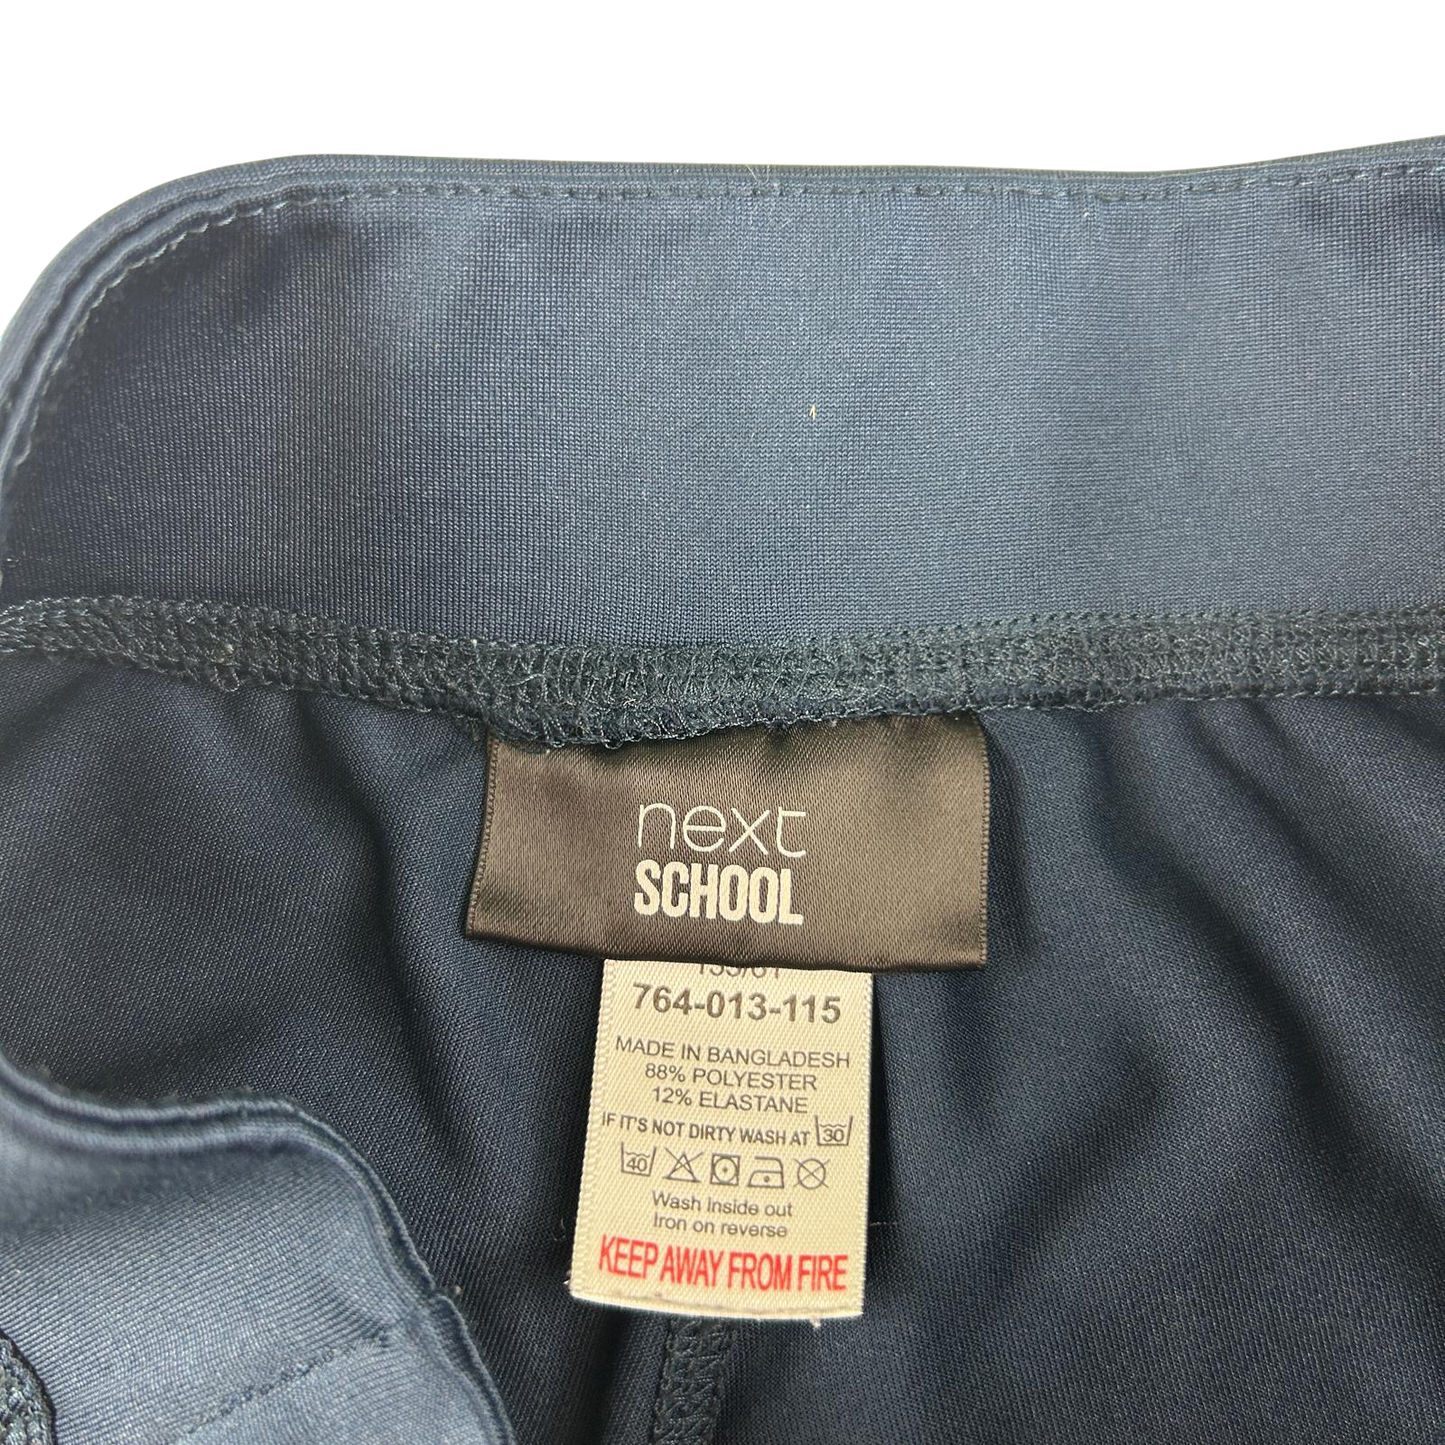 next
SCHOOL
764-013-115
MADE IN BANGLADESH
88% POLYESTER
12% ELASTANE
IF IT'S NOT DIRTY WASH AT 30
40
Wash Inside out
Iron on reverse
KEEP AWAY FROM FIRE